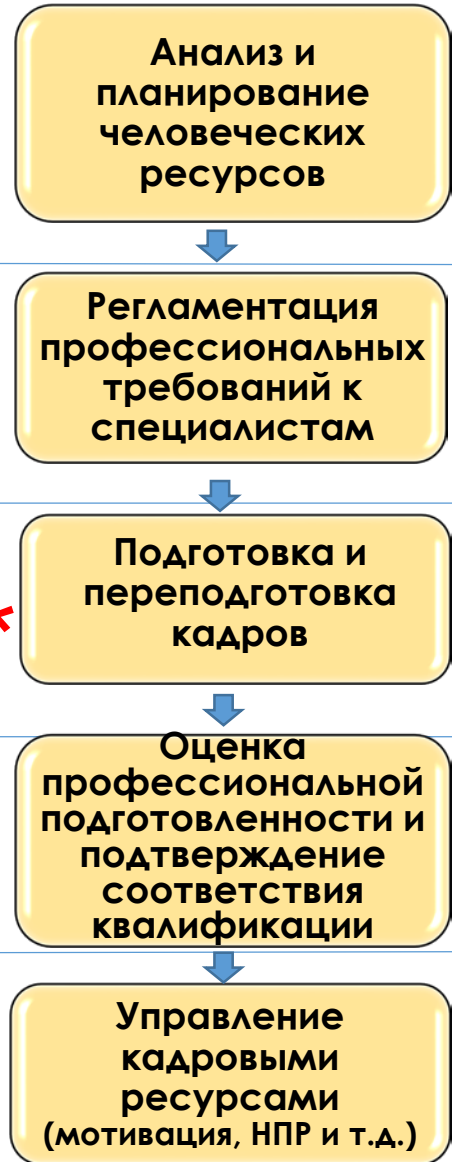 Анализ и
планирование
человеческих
ресурсов
Регламентация
профессиональных
требований к
специалистам
Подготовка и
переподготовка
кадров
*
Оценка
профессиональной
подготовленности и
подтверждение
соответствия
квалификации
Управление
кадровыми
ресурсами
(мотивация, НПР и т.д.)